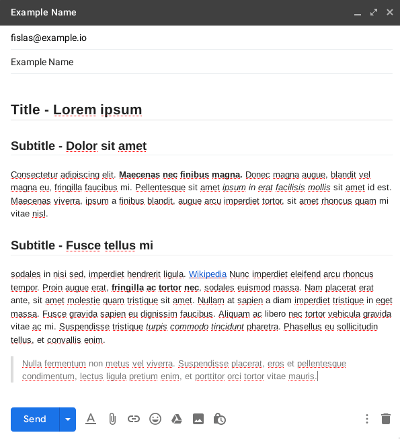 Example Name
fislas@example.io
Example Name
Title - Lorem ipsum
Subtitle - Dolor sit amet
Consectetur adipiscing elit. Maecenas nec finibus magna. Donec magna augue, blandit vel
magna eu, fringilla faucibus mi. Pellentesque sit amet ipsum in erat facilisis mollis sit amet id est.
Maecenas viverra, ipsum a finibus blandit, augue arcu imperdiet tortor, sit amet rhoncus quam mi
vitae nisl.
Subtitle - Fusce tellus mi
sodales in nisi sed, imperdiet hendrerit ligula. Wikipedia Nunc imperdiet eleifend arcu rhoncus
tempor. Proin augue erat, fringilla ac tortor nec, sodales euismod massa. Nam placerat erat
ante, sit amet molestie quam tristique sit amet. Nullam at sapien a diam imperdiet tristique in eget
massa. Fusce gravida sapien eu dignissim faucibus. Aliquam ac libero nec tortor vehicula gravida
vitae ac mi. Suspendisse tristique turpis commodo tincidunt pharetra. Phasellus eu sollicitudin
tellus, et convallis enim.
Nulla fermentum non metus vel viverra. Suspendisse placerat, eros et pellentesque
condimentum, lectus ligula pretium enim, et porttitor orci tortor vitae mauris.
Send